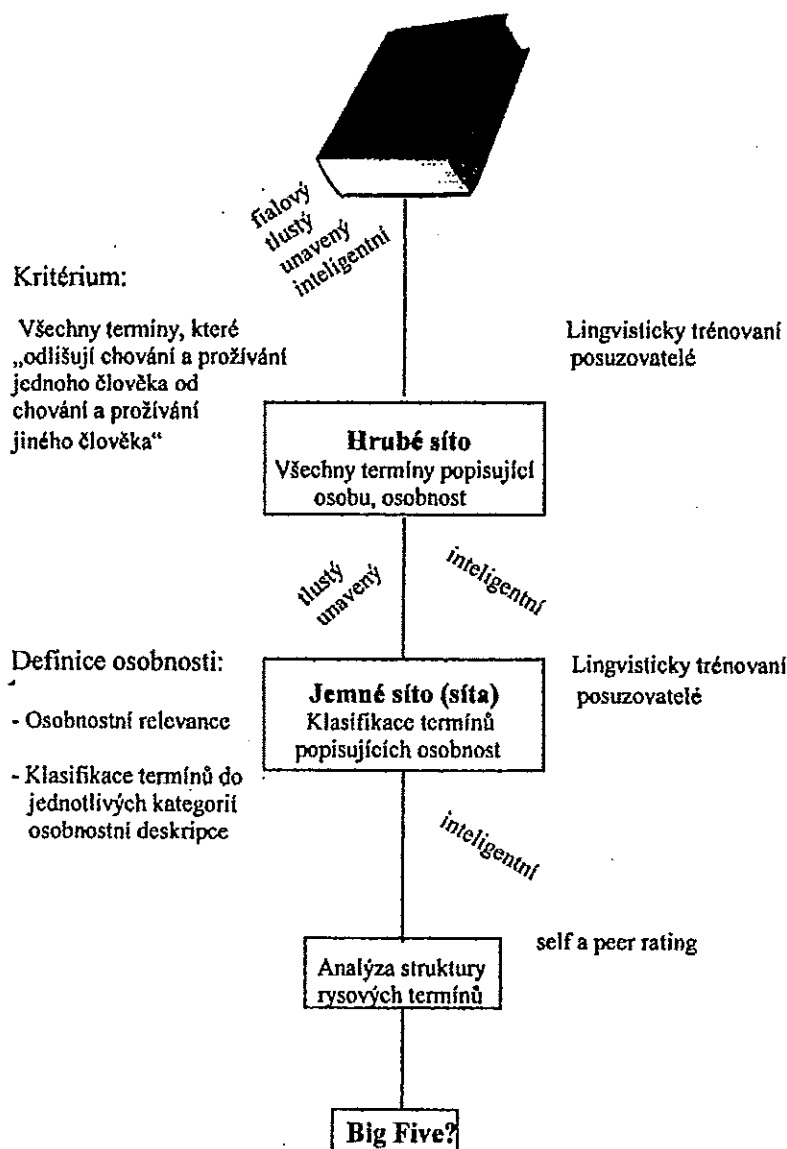 fialový
tlustý
unavený
inteligentní
Kritérium:
Všechny termíny, které
„odlišují chování a prožívání
jednoho člověka od
chování a prožívání
jiného člověka“
Lingvisticky trénovaní
posuzovatelé
Hrubé síto
Všechny termíny popisující
osobu, osobnost
tlustý
unavený
inteligentní
Definice osobnosti:
- Osobnostní relevance
- Klasifikace termínů do
jednotlivých kategorií
osobnostní deskripce
Lingvisticky trénovaní
posuzovatelé
Jemné síto (síta)
Klasifikace termínů
popisujících osobnost
inteligentní
self a peer rating
Analýza struktury
rysových termínů
Big Five?